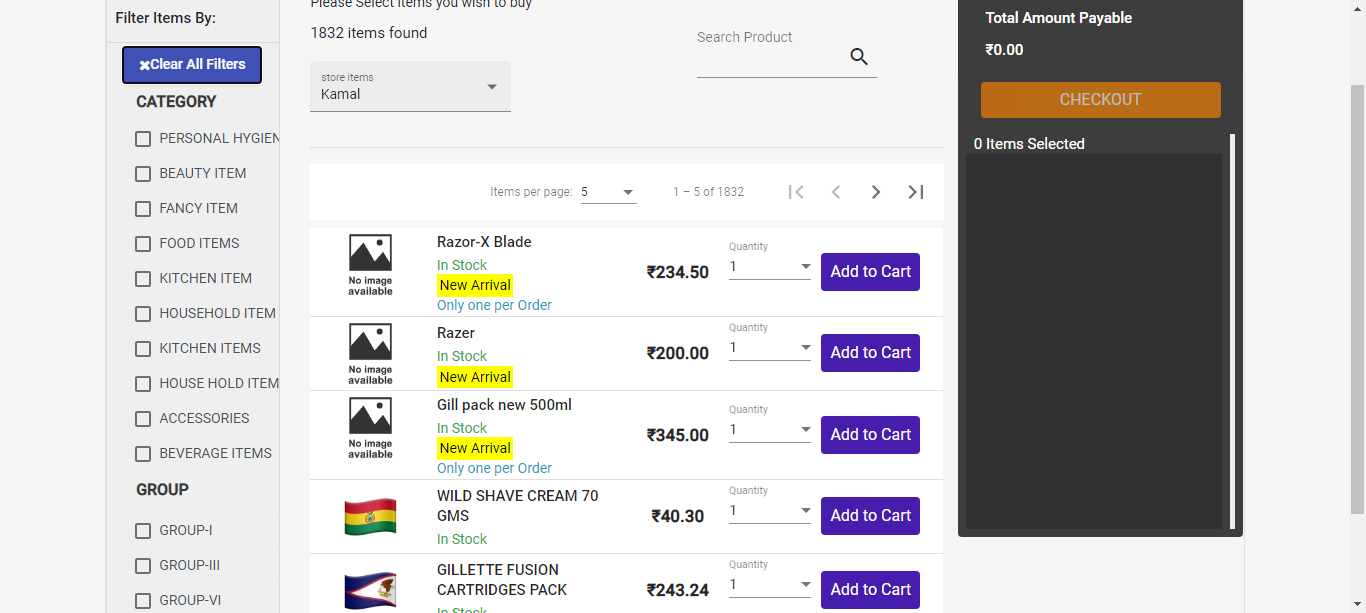 Filter Items By:
×Clear All Filters
CATEGORY
PERSONAL HYGIEN
BEAUTY ITEM
FANCY ITEM
FOOD ITEMS
KITCHEN ITEM
HOUSEHOLD ITEM
KITCHEN ITEMS
HOUSE HOLD ITEM
ACCESSORIES
BEVERAGE ITEMS
GROUP
GROUP-I
GROUP-III
GROUP-VI
Please Select items you wish to buy
1832 items found
Search Product
store items
Kamal
Items per page: 5 1 – 5 of 1832
No image
available
Razor-X Blade
In Stock
New Arrival
Only one per Order
₹234.50
Quantity
1
Add to Cart
No image
available
Razer
In Stock
New Arrival
₹200.00
Quantity
1
Add to Cart
No image
available
Gill pack new 500ml
In Stock
New Arrival
Only one per Order
₹345.00
Quantity
1
Add to Cart
WILD SHAVE CREAM 70
GMS
In Stock
₹40.30
Quantity
1
Add to Cart
GILLETTE FUSION
CARTRIDGES PACK
In Stock
₹243.24
Quantity
1
Add to Cart
Total Amount Payable
₹0.00
CHECKOUT
0 Items Selected